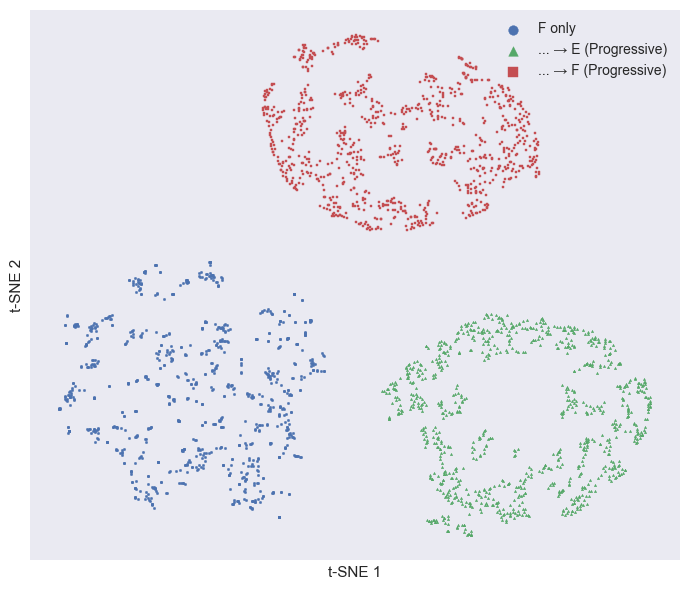 F only
... → E (Progressive)
... → F (Progressive)
t-SNE 2
t-SNE 1